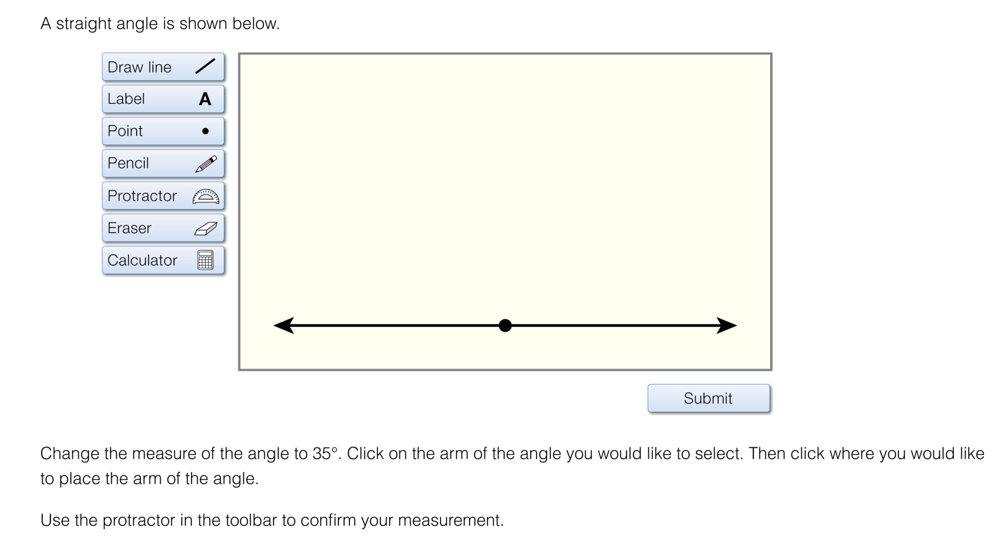 A straight angle is shown below.
Draw line
Label A
Point
Pencil
Protractor
Eraser
Calculator
Submit
Change the measure of the angle to 35°. Click on the arm of the angle you would like to select. Then click where you would like
to place the arm of the angle.
Use the protractor in the toolbar to confirm your measurement.